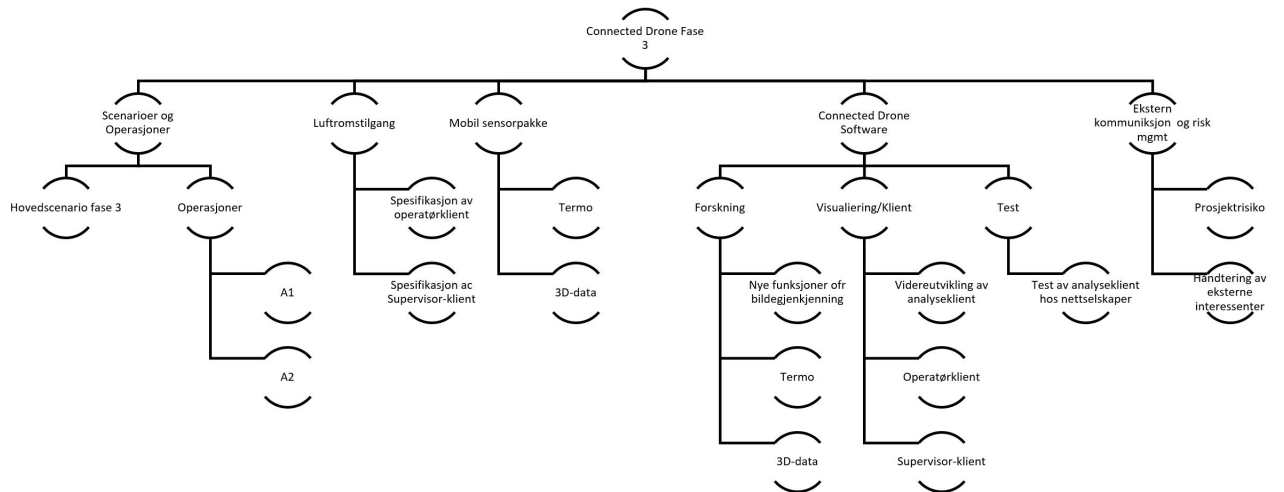 Connected Drone Fase
3
Scenarioer og
Operasjoner
Luftromstilgang
Mobil sensorpakke
Connected Drone
Software
Ekstern
kommuniksjon og risk
mgmt
Hovedscenario fase 3
Operasjoner
Spesifikasjon av
operatørklient
Termo
Forskning
Visualiering/Klient
Test
Prosjektrisiko
A1
Spesifikasjon ac
Supervisor-klient
3D-data
Nye funksjoner ofr
bildegjenkjenning
Videreutvikling av
analyseklient
Test av analyseklient
hos nettselskaper
Håndtering av
eksterne
interessenter
A2
Termo
Operatørklient
3D-data
Supervisor-klient